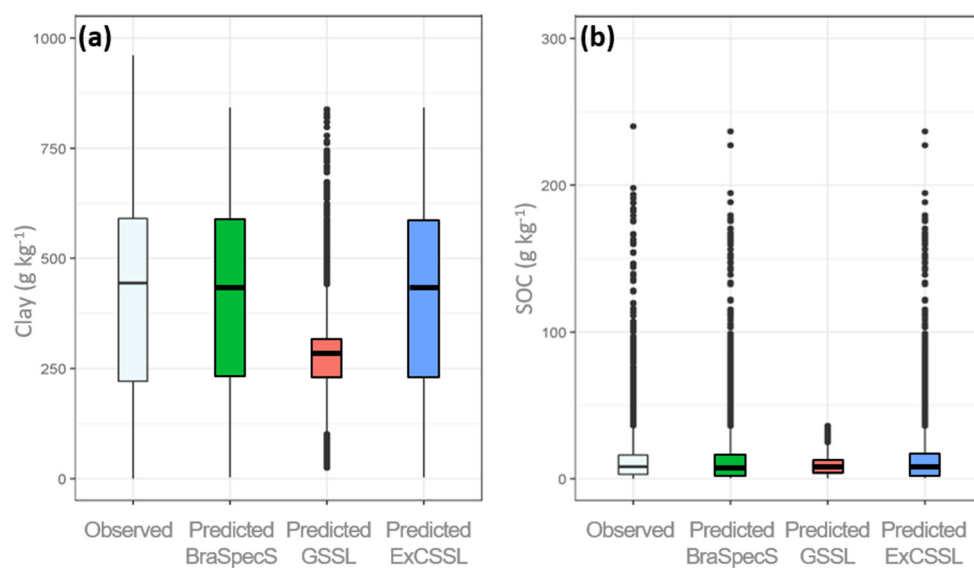 (a)
Clay (g kg⁻¹)
1000
750
500
250
0
Observed
Predicted
BraSpecS
Predicted
GSSL
Predicted
ExCSSL
(b)
SOC (g kg⁻¹)
300
200
100
0
Observed
Predicted
BraSpecS
Predicted
GSSL
Predicted
ExCSSL